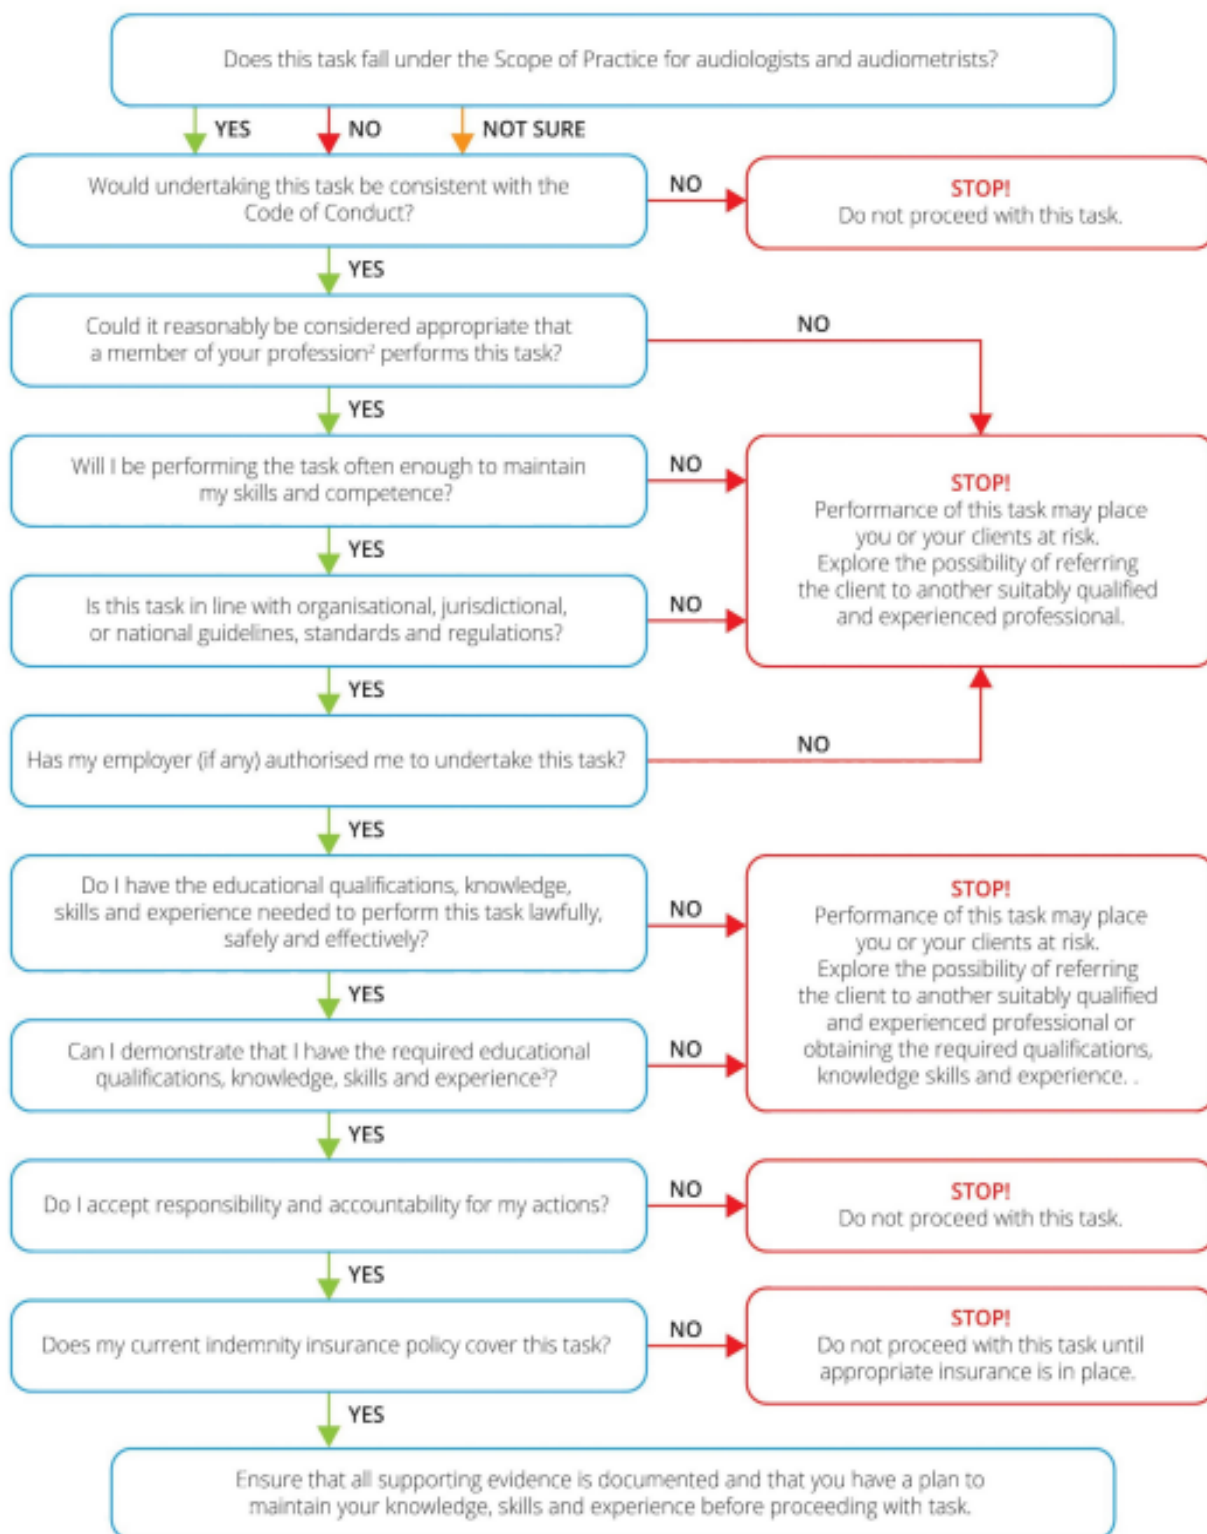 Does this task fall under the Scope of Practice for audiologists and audiometrists?
YES
NO
NOT SURE
Would undertaking this task be consistent with the
Code of Conduct?
NO
STOP!
Do not proceed with this task.
YES
Could it reasonably be considered appropriate that
a member of your profession² performs this task?
NO
YES
Will I be performing the task often enough to maintain
my skills and competence?
NO
STOP!
Performance of this task may place
you or your clients at risk.
Explore the possibility of referring
the client to another suitably qualified
and experienced professional.
YES
Is this task in line with organisational, jurisdictional,
or national guidelines, standards and regulations?
NO
YES
Has my employer (if any) authorised me to undertake this task?
NO
YES
Do I have the educational qualifications, knowledge,
skills and experience needed to perform this task lawfully,
safely and effectively?
NO
STOP!
Performance of this task may place
you or your clients at risk.
Explore the possibility of referring
the client to another suitably qualified
and experienced professional or
obtaining the required qualifications,
knowledge skills and experience. .
YES
Can I demonstrate that I have the required educational
qualifications, knowledge, skills and experience³?
NO
YES
Do I accept responsibility and accountability for my actions?
NO
STOP!
Do not proceed with this task.
YES
Does my current indemnity insurance policy cover this task?
NO
STOP!
Do not proceed with this task until
appropriate insurance is in place.
YES
Ensure that all supporting evidence is documented and that you have a plan to
maintain your knowledge, skills and experience before proceeding with task.